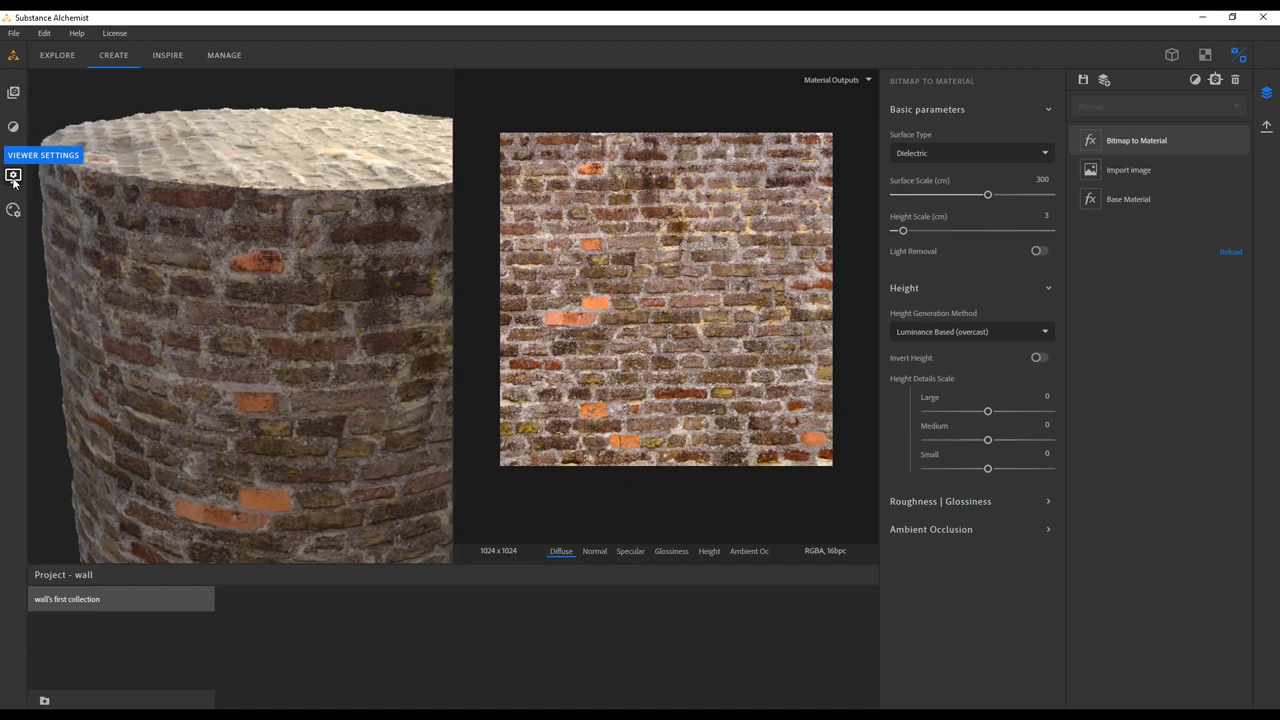 Substance Alchemist
File Edit Help License
EXPLORE CREATE INSPIRE MANAGE
Material Outputs
VIEWER SETTINGS
1024 x 1024 Diffuse Normal Specular Glossiness Height Ambient Oc RGBA, 16bpc
Project - wall
wall's first collection
BITMAP TO MATERIAL
Basic parameters
Surface Type
Dielectric
Surface Scale (cm) 300
Height Scale (cm) 3
Light Removal
Height
Height Generation Method
Luminance Based (overcast)
Invert Height
Height Details Scale
Large 0
Medium 0
Small 0
Roughness | Glossiness
Ambient Occlusion
Normal
fx Bitmap to Material
Import image
fx Base Material
Reload